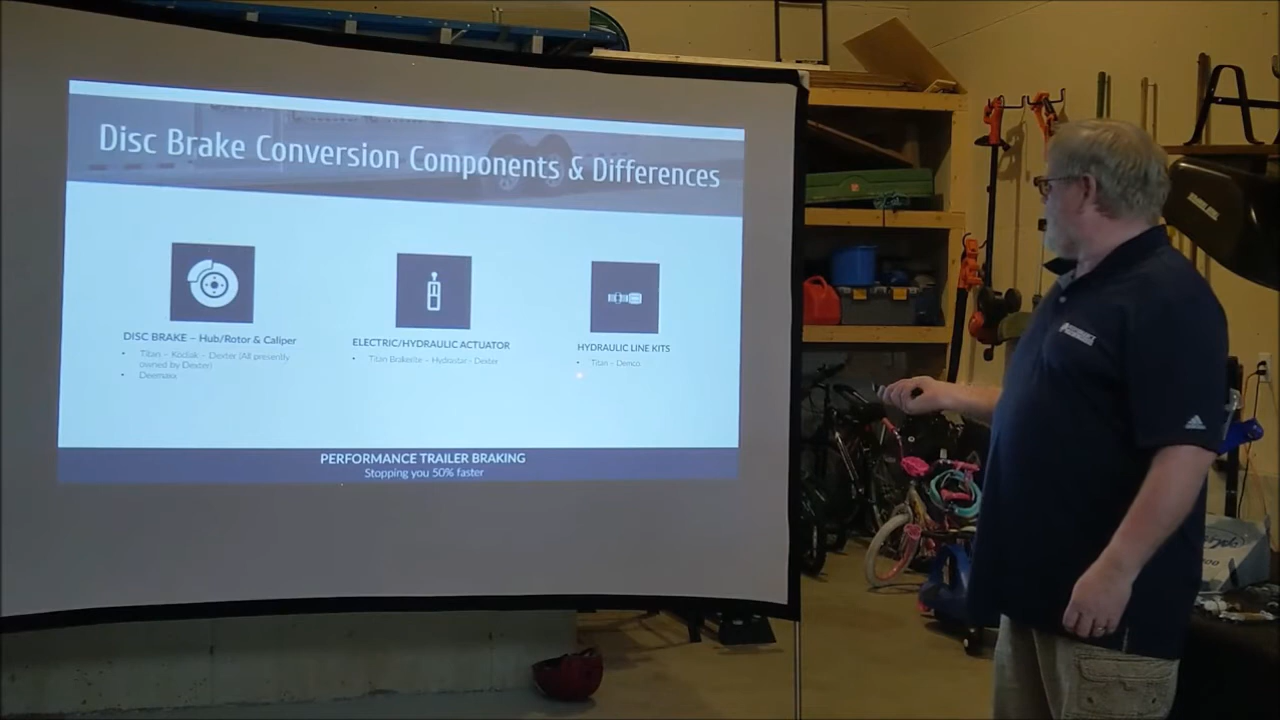 Disc Brake Conversion Components & Differences
DISC BRAKE – Hub/Rotor & Caliper
• Titan – Kodiak – Dexter (All presently
owned by Dexter)
• Deemaxx
ELECTRIC/HYDRAULIC ACTUATOR
• Titan BrakeRite – Hydrastar - Dexter
HYDRAULIC LINE KITS
• Titan – Demco
PERFORMANCE TRAILER BRAKING
Stopping you 50% faster
adidas